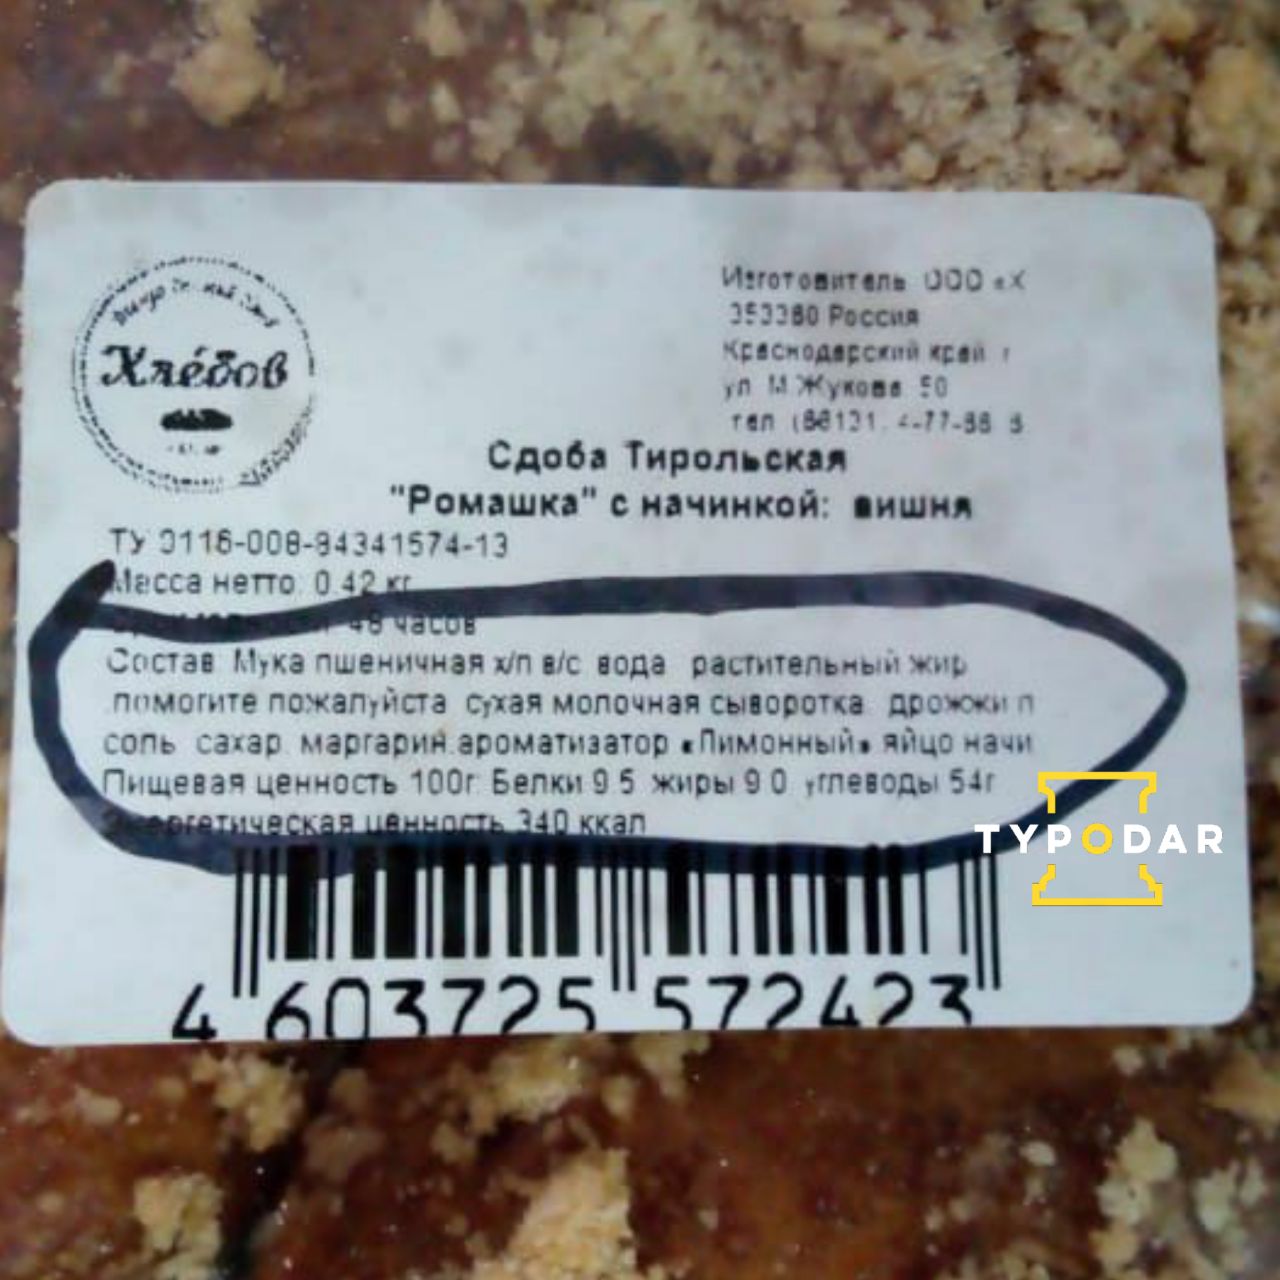 Хлебов
Изготовитель ООО «Х
353380 Россия
Краснодарский край г
ул М Жукова 50
тел
Сдоба Тирольская
"Ромашка" с начинкой: вишня
ТУ 9116-008-84341574-13
Масса нетто: 0.42 кг
48 часов
Состав Мука пшеничная х/п в/с вода растительный жир
помогите пожалуйста сухая молочная сыворотка дрожжи п
соль сахар маргарин ароматизатор «Лимонный» яйцо начи
Пищевая ценность 100г: Белки 9.5 жиры 9.0 углеводы 54г
Энергетическая ценность 340 ккал
TYPODAR
4 603725 572423